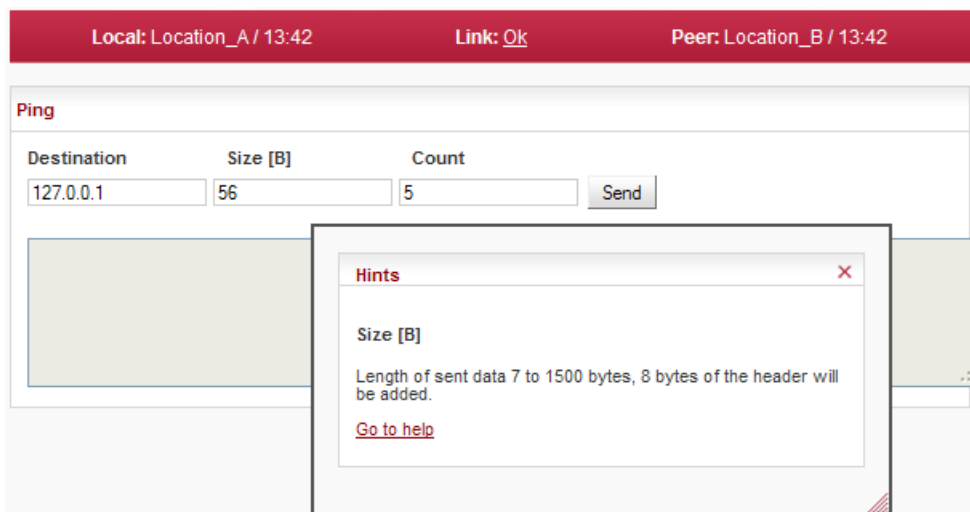 Local: Location_A / 13:42 Link: Ok Peer: Location_B / 13:42
Ping
Destination Size [B] Count
127.0.0.1 56 5 Send
Hints
Size [B]
Length of sent data 7 to 1500 bytes, 8 bytes of the header will
be added.
Go to help